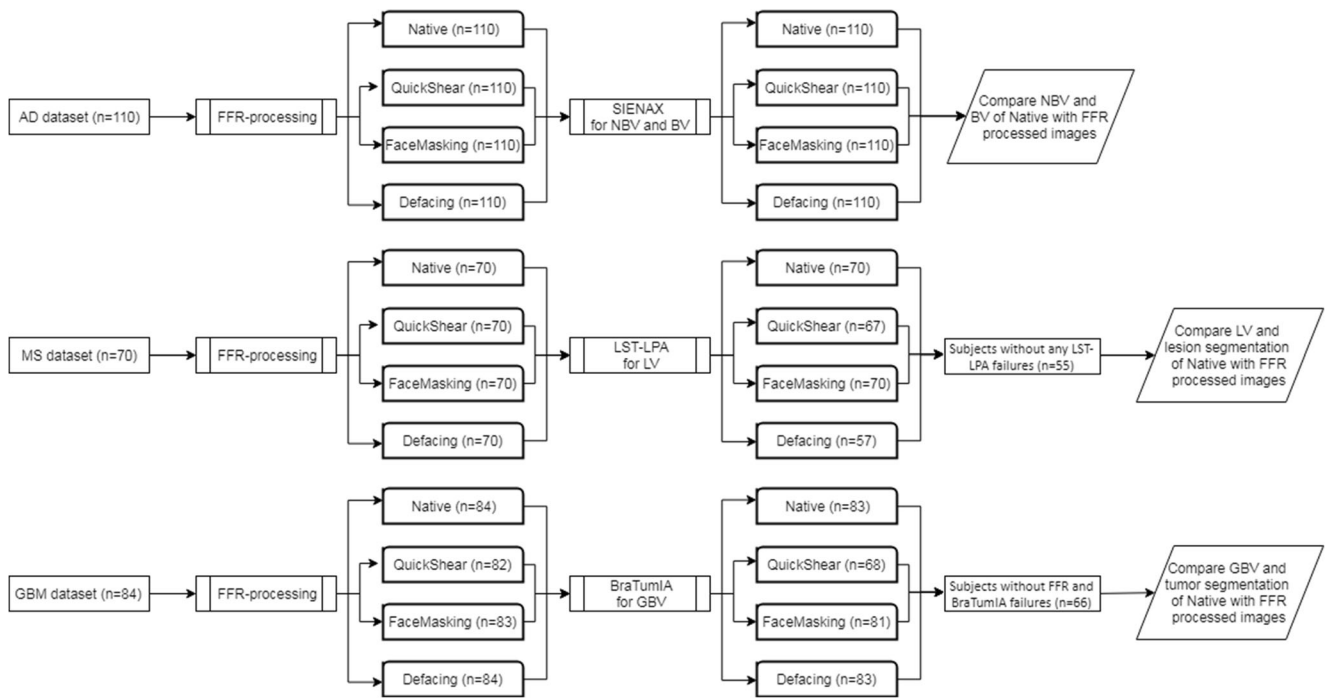 AD dataset (n=110)
FFR-processing
Native (n=110)
QuickShear (n=110)
FaceMasking (n=110)
Defacing (n=110)
SIENAX
for NBV and BV
Native (n=110)
QuickShear (n=110)
FaceMasking (n=110)
Defacing (n=110)
Compare NBV and
BV of Native with FFR
processed images
MS dataset (n=70)
FFR-processing
Native (n=70)
QuickShear (n=70)
FaceMasking (n=70)
Defacing (n=70)
LST-LPA
for LV
Native (n=70)
QuickShear (n=67)
FaceMasking (n=70)
Defacing (n=57)
Subjects without any LST-
LPA failures (n=55)
Compare LV and
lesion segmentation
of Native with FFR
processed images
GBM dataset (n=84)
FFR-processing
Native (n=84)
QuickShear (n=82)
FaceMasking (n=83)
Defacing (n=84)
BraTumIA
for GBV
Native (n=83)
QuickShear (n=68)
FaceMasking (n=81)
Defacing (n=83)
Subjects without FFR and
BraTumIA failures (n=66)
Compare GBV and
tumor segmentation
of Native with FFR
processed images